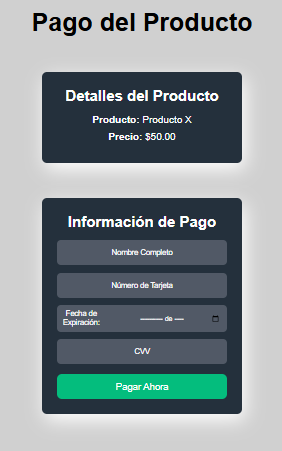 Pago del Producto
Detalles del Producto
Producto: Producto X
Precio: $50.00
Información de Pago
Nombre Completo
Número de Tarjeta
Fecha de
Expiración:
--------- de ----
CVV
Pagar Ahora